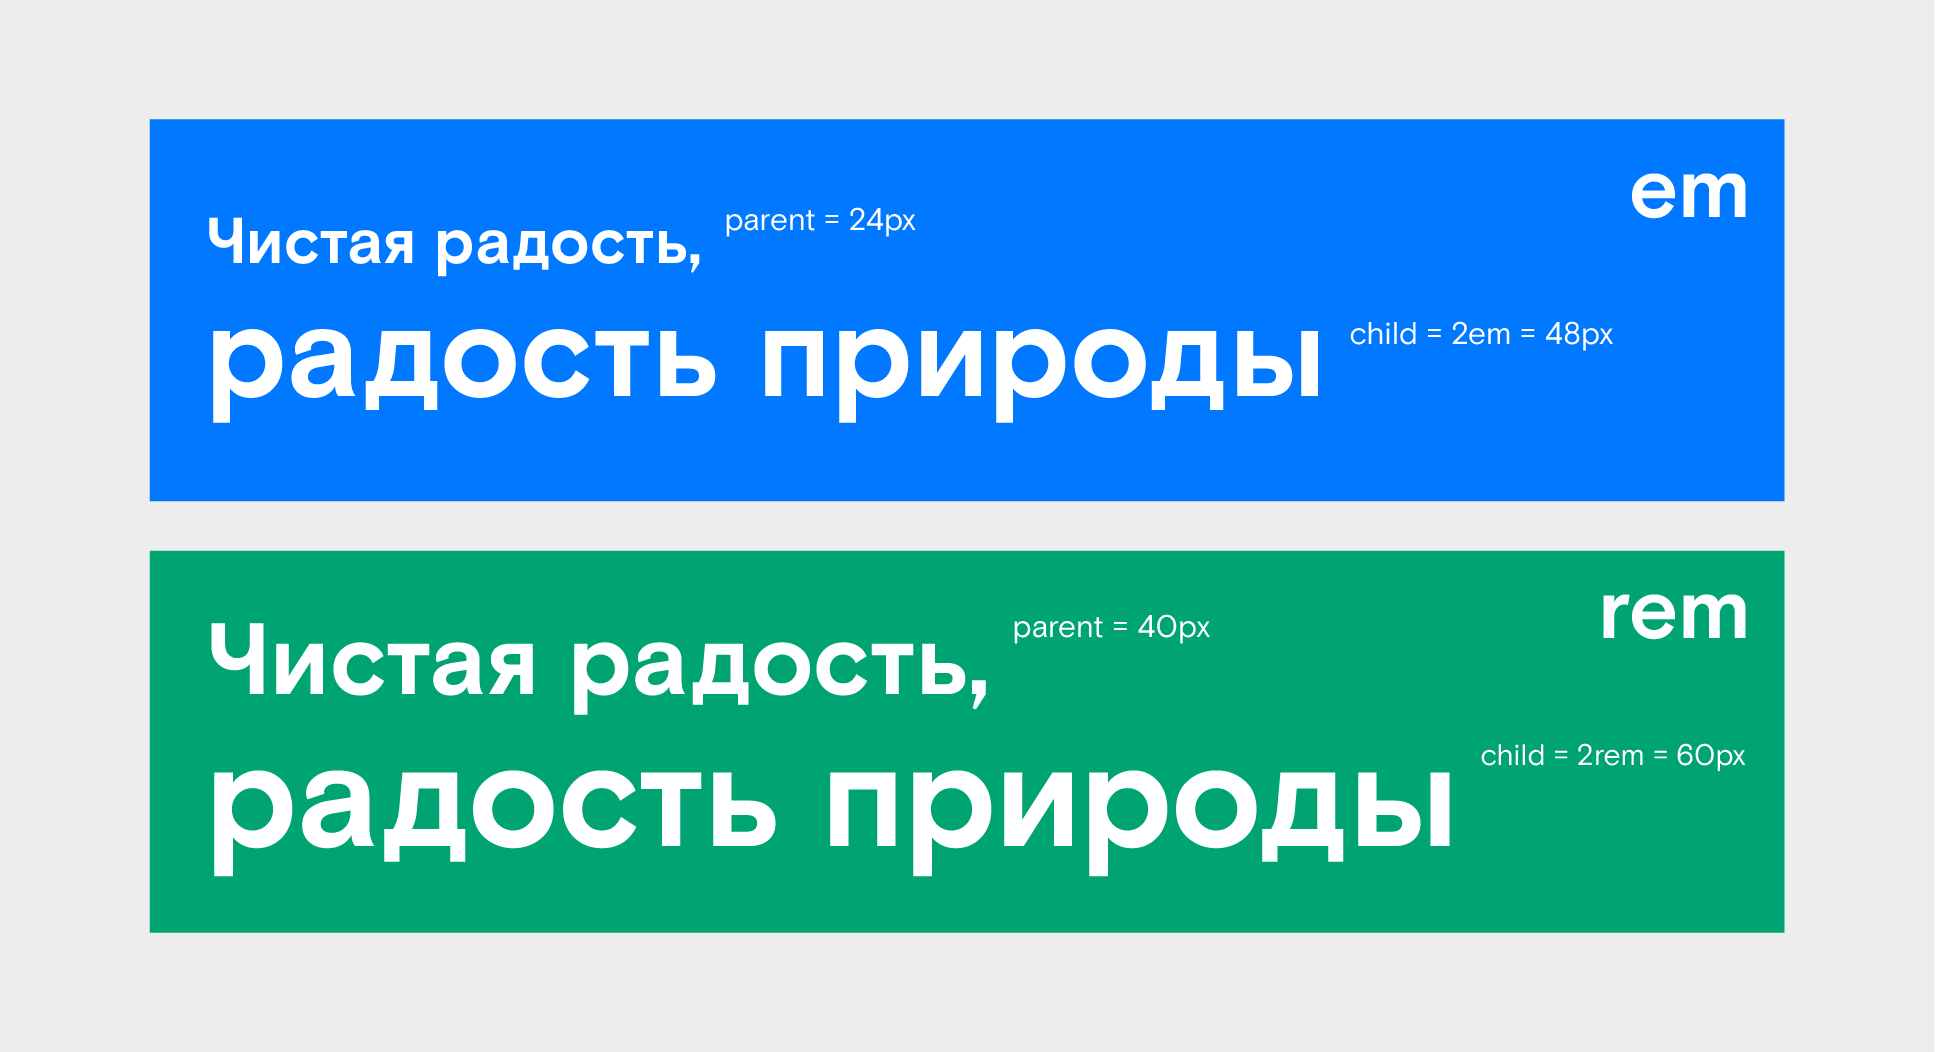 em
Чистая радость, parent = 24px
радость природы child = 2em = 48px
rem
Чистая радость, parent = 40px
радость природы child = 2rem = 60px